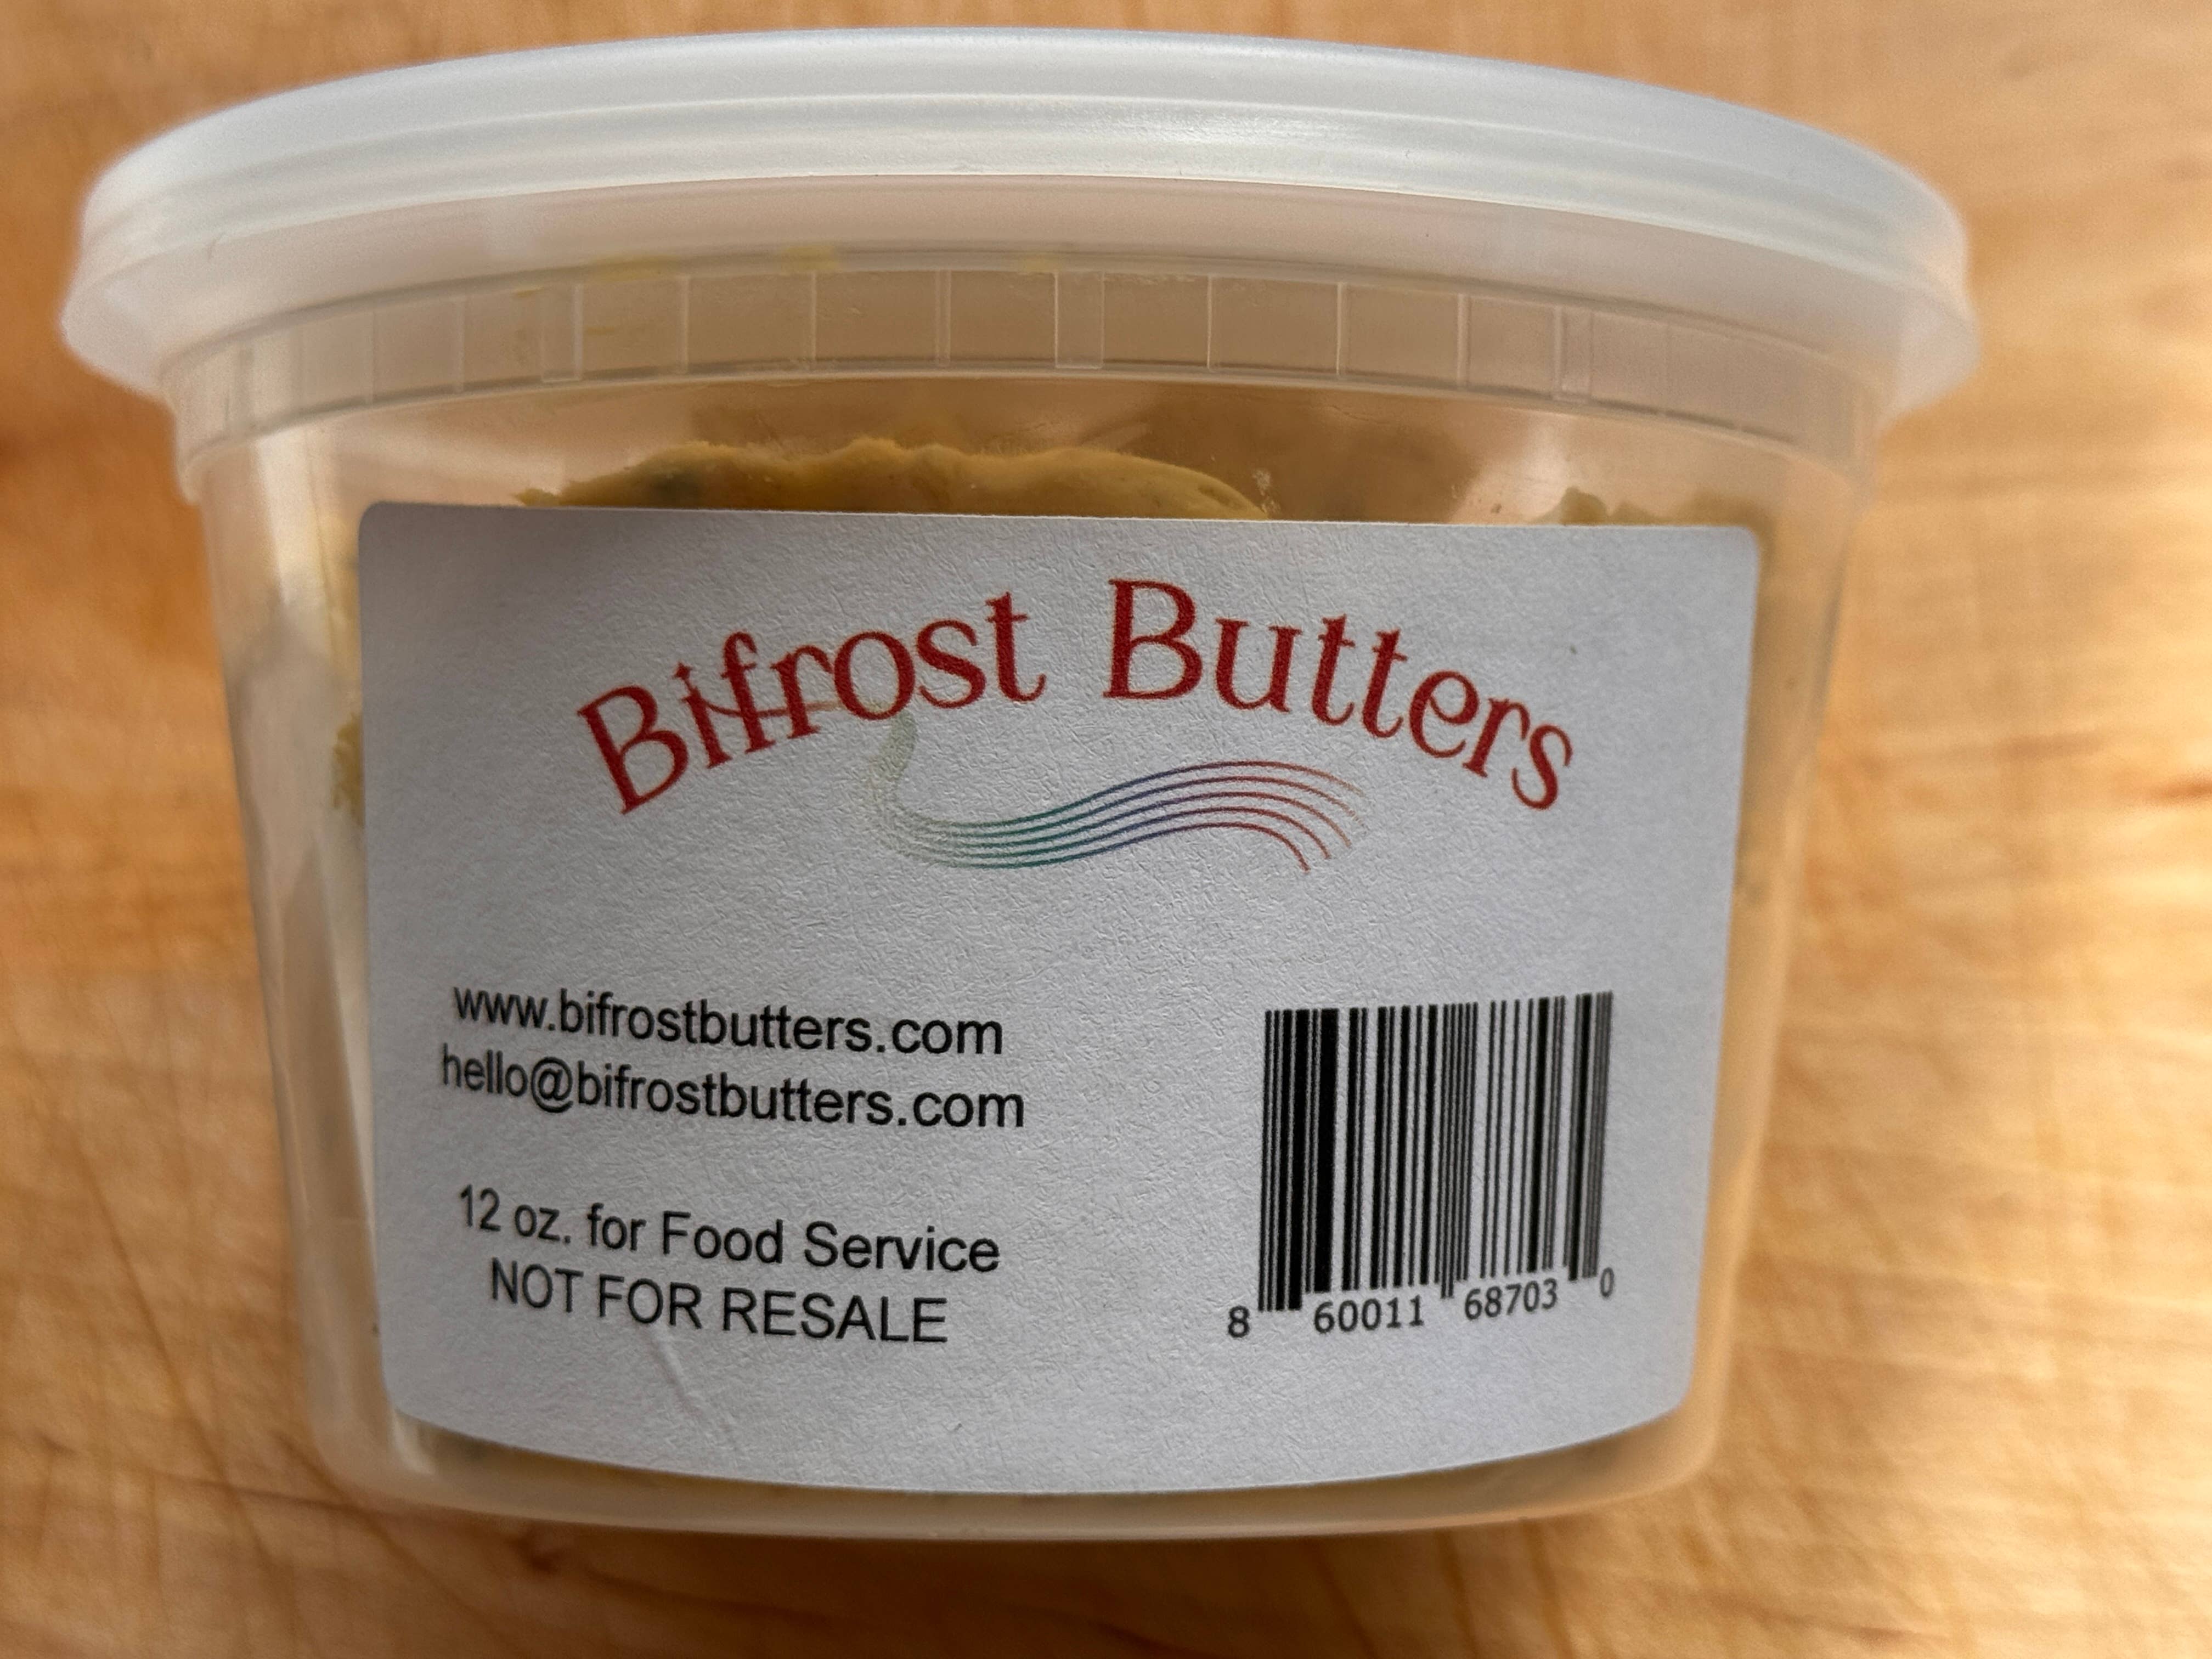 Bifrost Butters
www.bifrostbutters.com
hello@bifrostbutters.com
12 oz. for Food Service
NOT FOR RESALE
8 60011 68703 0